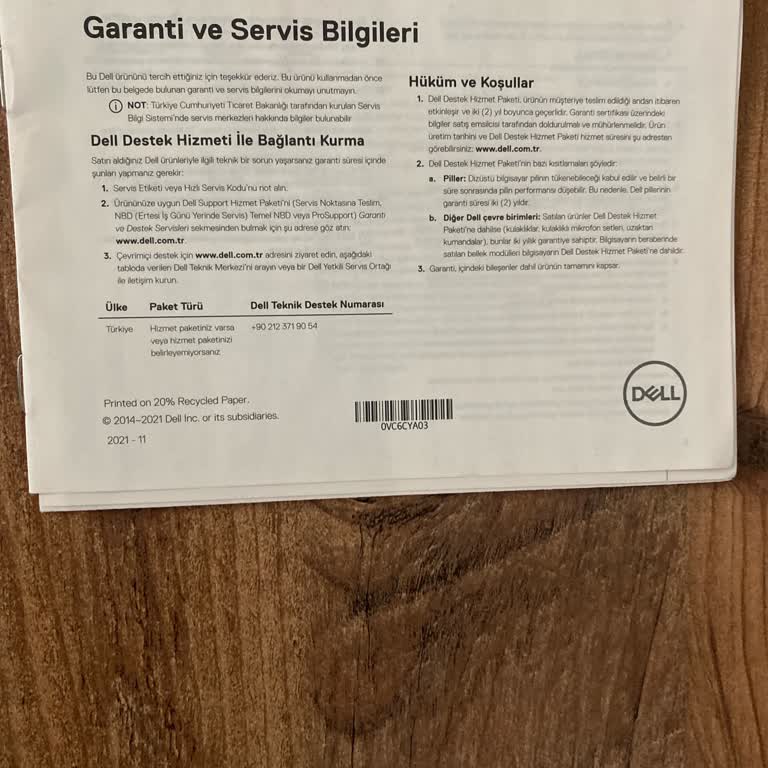 Garanti ve Servis Bilgileri
Bu Dell ürününü tercih ettiğiniz için teşekkür ederiz. Bu ürünü kullanmadan önce
lütfen bu belgede bulunan garanti ve servis bilgilerini okumayı unutmayın.
NOT: Türkiye Cumhuriyeti Ticaret Bakanlığı tarafından kurulan Servis
Bilgi Sistemi'nde servis merkezleri hakkında bilgiler bulunabilir
Dell Destek Hizmeti İle Bağlantı Kurma
Satın aldığınız Dell ürünleriyle ilgili teknik bir sorun yaşarsanız garanti süresi içinde
şunları yapmanız gerekir:
1. Servis Etiketi veya Hızlı Servis Kodu'nu not alın.
2. Ürününüze uygun Dell Support Hizmet Paketi'ni (Servis Noktasına Teslim,
NBD (Ertesi İş Günü Yerinde Servis) Temel NBD veya ProSupport) Garanti
ve Destek Servisleri sekmesinden bulmak için şu adrese göz atın:
www.dell.com.tr.
3. Çevrimiçi destek için www.dell.com.tr adresini ziyaret edin, aşağıdaki
tabloda verilen Dell Teknik Merkezi'ni arayın veya bir Dell Yetkili Servis Ortağı
ile iletişim kurun.
Ülke Paket Türü Dell Teknik Destek Numarası
Türkiye Hizmet paketiniz varsa +90 212 371 90 54
veya hizmet paketinizi
belirleyemiyorsanız
Printed on 20% Recycled Paper.
© 2014–2021 Dell Inc. or its subsidiaries.
2021 - 11
0VC6CYA03
Hüküm ve Koşullar
1. Dell Destek Hizmet Paketi, ürünün müşteriye teslim edildiği andan itibaren
etkinleşir ve iki (2) yıl boyunca geçerlidir. Garanti sertifikası üzerindeki
bilgiler satış emsilcisi tarafından doldurulmalı ve mühürlenmelidir. Ürün
üretim tarihini ve Dell Destek Paketi hizmet süresini şu adresten
görebilirsiniz: www.dell.com.tr.
2. Dell Destek Hizmet Paketi'nin bazı kısıtlamaları şöyledir:
a. Piller: Dizüstü bilgisayar pilinin tükenebileceği kabul edilir ve belirli bir
süre sonrasında pilin performansı düşebilir. Bu nedenle, Dell pillerinin
garanti süresi iki (2) yıldır.
b. Diğer Dell çevre birimleri: Satılan ürünler Dell Destek Hizmet
Paketi'ne dahilse (kulaklıklar, kulaklıklı mikrofon setleri, uzaktan
kumandalar), bunlar iki yıllık garantiye sahiptir. Bilgisayarın beraberinde
satılan bellek modülleri bilgisayarın Dell Destek Hizmet Paketi'ne dahildir.
3. Garanti, içindeki bileşenler dahil ürünün tamamını kapsar.
DELL